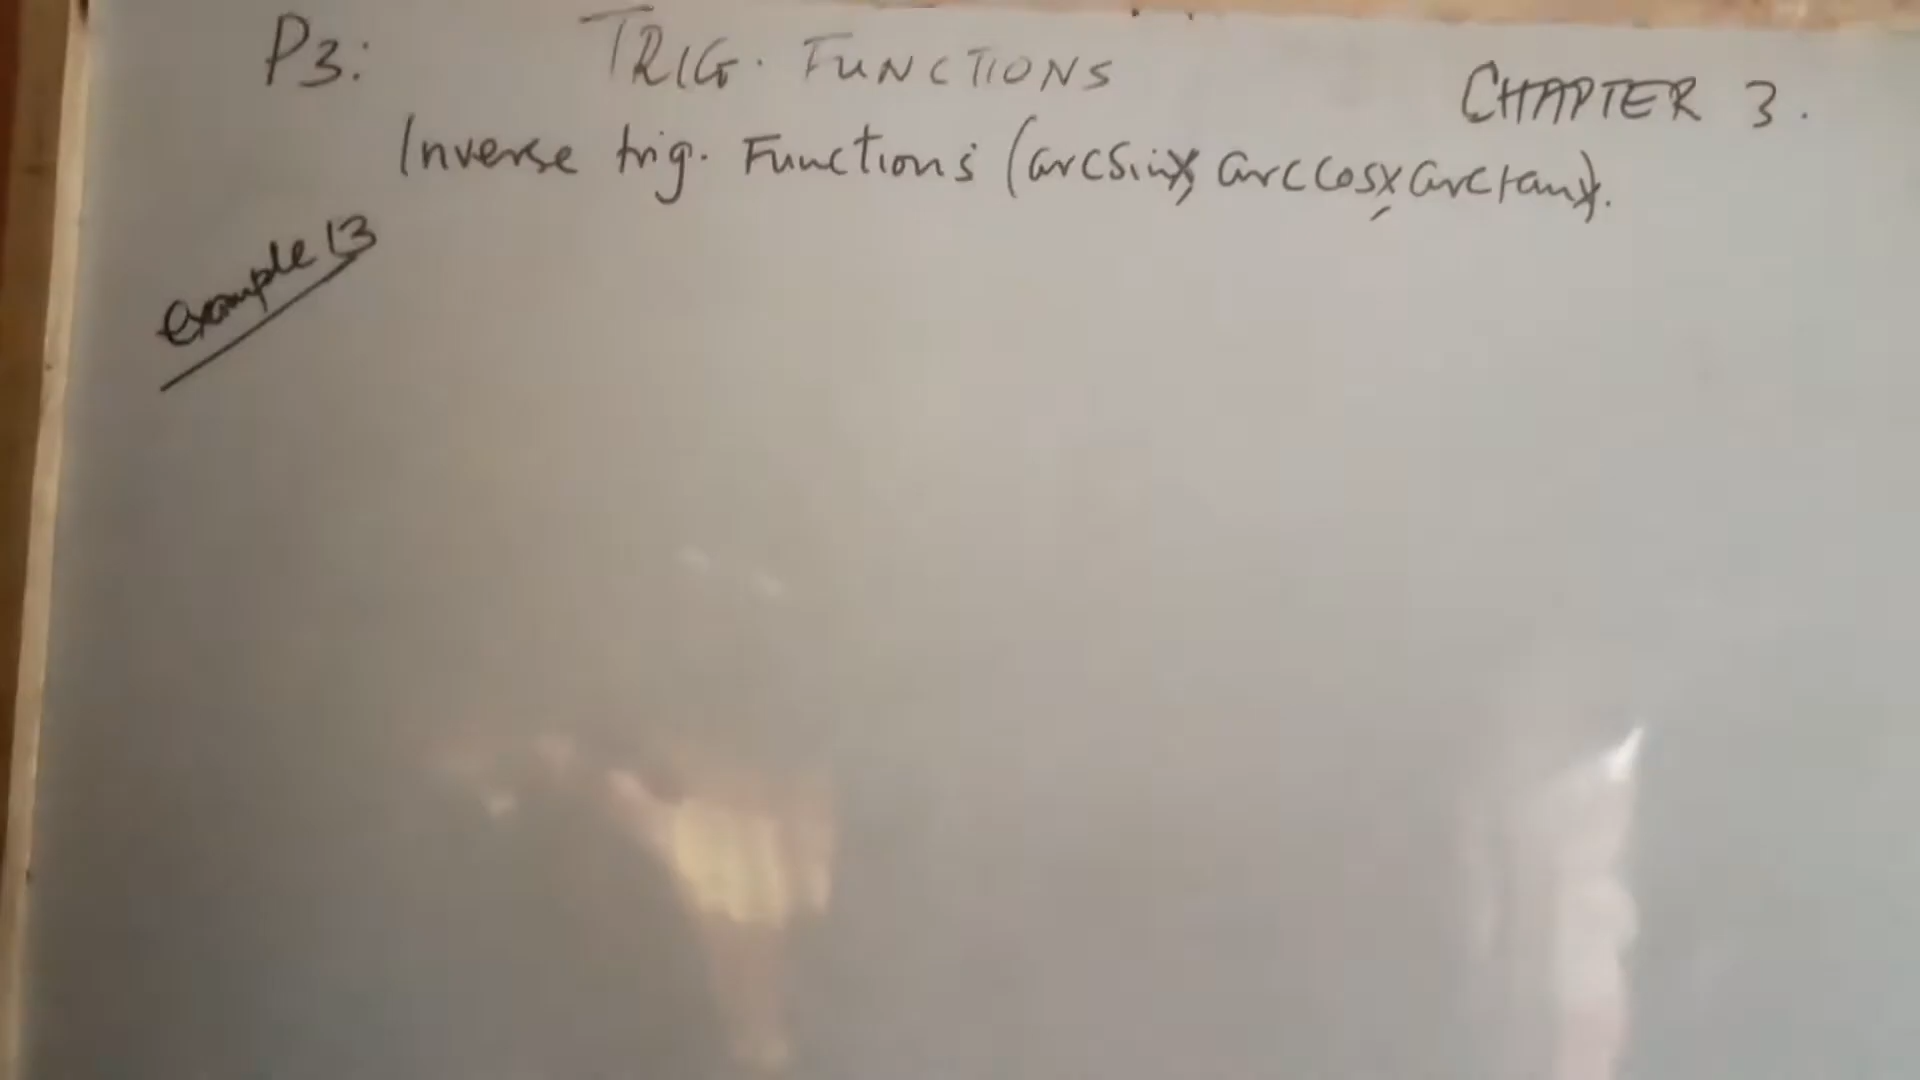 P3: TRIG. FUNCTIONS CHAPTER 3.
Inverse trig. Functions (arcsinx, arccosx, arctanx).
example 13